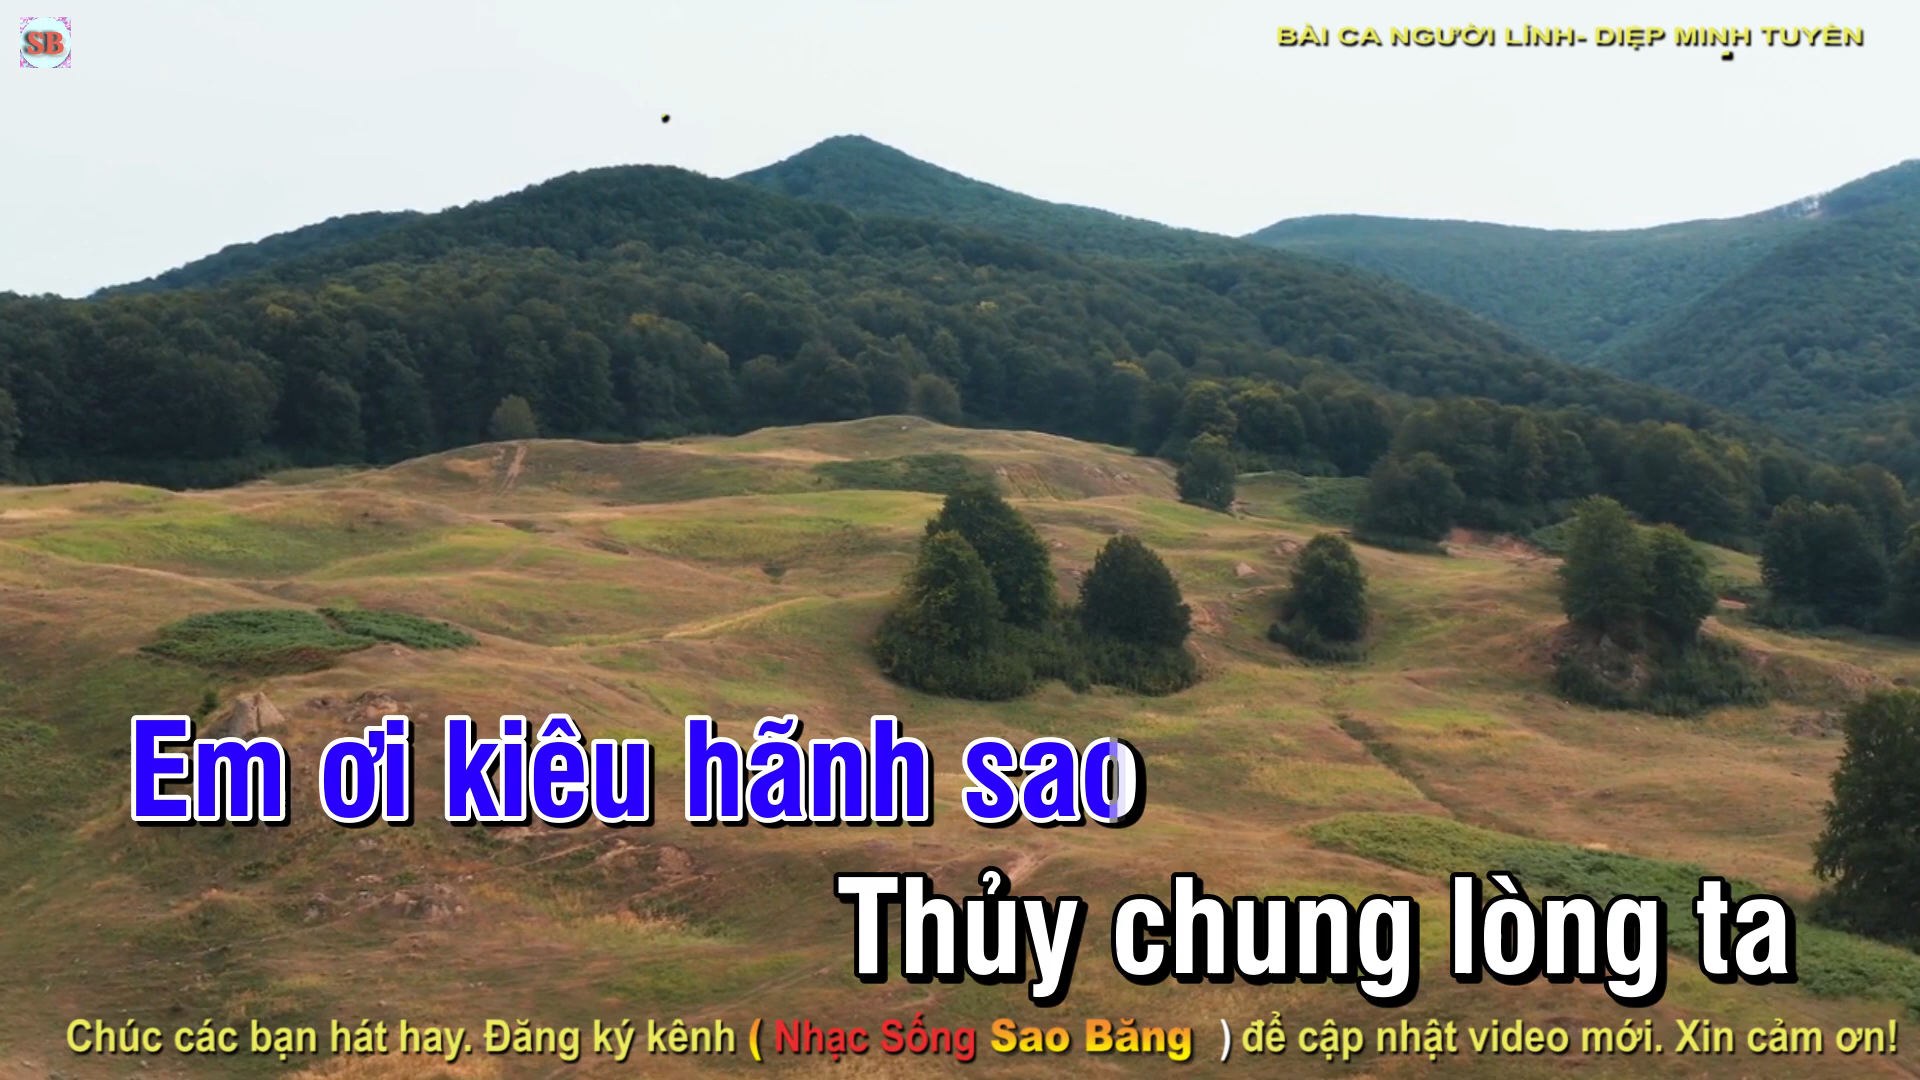 SB
BÀI CA NGƯỜI LÍNH- DIỆP MINH TUYÊN
Em ơi kiêu hãnh sao
Thủy chung lòng ta
Chúc các bạn hát hay. Đăng ký kênh ( Nhạc Sống Sao Băng ) để cập nhật video mới. Xin cảm ơn!